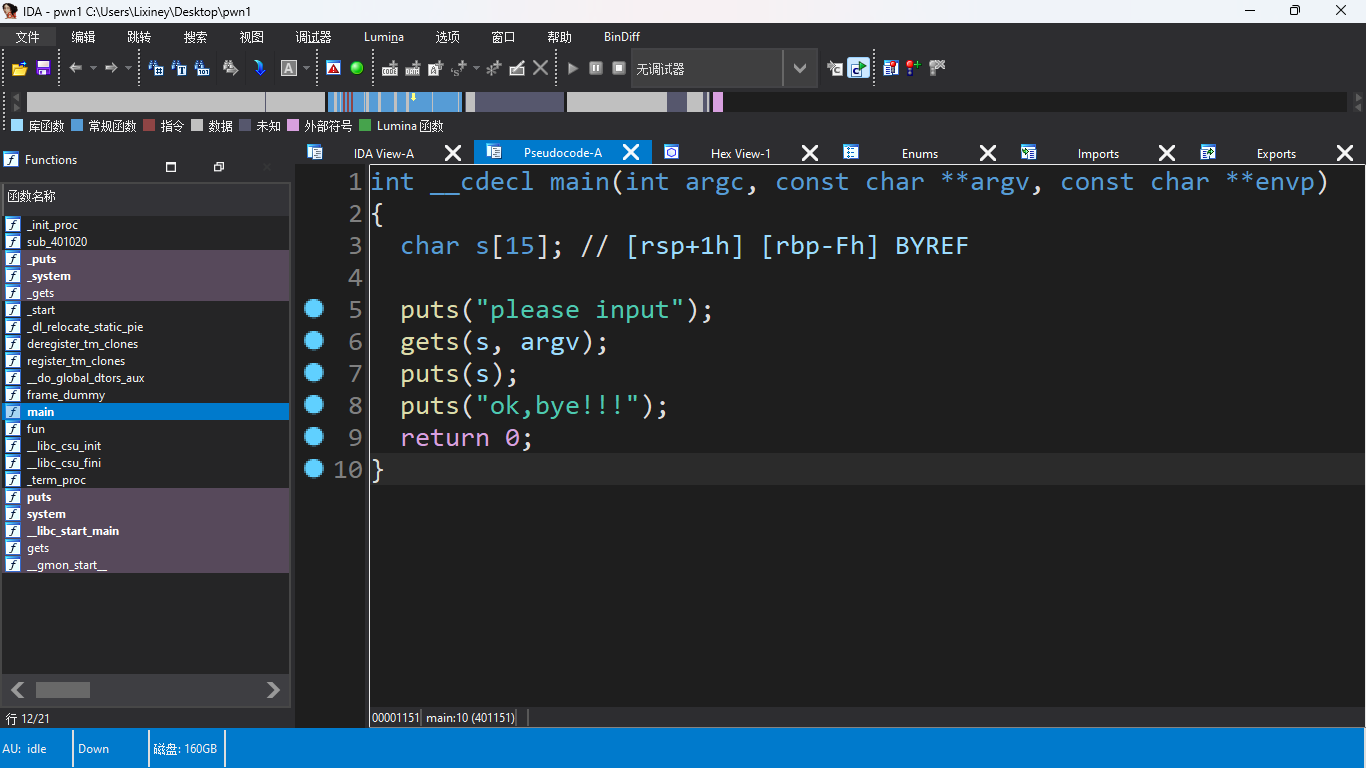 IDA - pwn1 C:\Users\Lixiney\Desktop\pwn1
文件 编辑 跳转 搜索 视图 调试器 Lumina 选项 窗口 帮助 BinDiff
无调试器
库函数 常规函数 指令 数据 未知 外部符号 Lumina 函数
Functions
函数名称
_init_proc
sub_401020
_puts
_system
_gets
_start
_dl_relocate_static_pie
deregister_tm_clones
register_tm_clones
__do_global_dtors_aux
frame_dummy
main
fun
__libc_csu_init
__libc_csu_fini
_term_proc
puts
system
__libc_start_main
gets
__gmon_start__
行 12/21
IDA View-A Pseudocode-A Hex View-1 Enums Imports Exports
1 int __cdecl main(int argc, const char **argv, const char **envp)
2 {
3 char s[15]; // [rsp+1h] [rbp-Fh] BYREF
4
5 puts("please input");
6 gets(s, argv);
7 puts(s);
8 puts("ok,bye!!!");
9 return 0;
10 }
00001151 main:10 (401151)
AU: idle Down 磁盘: 160GB